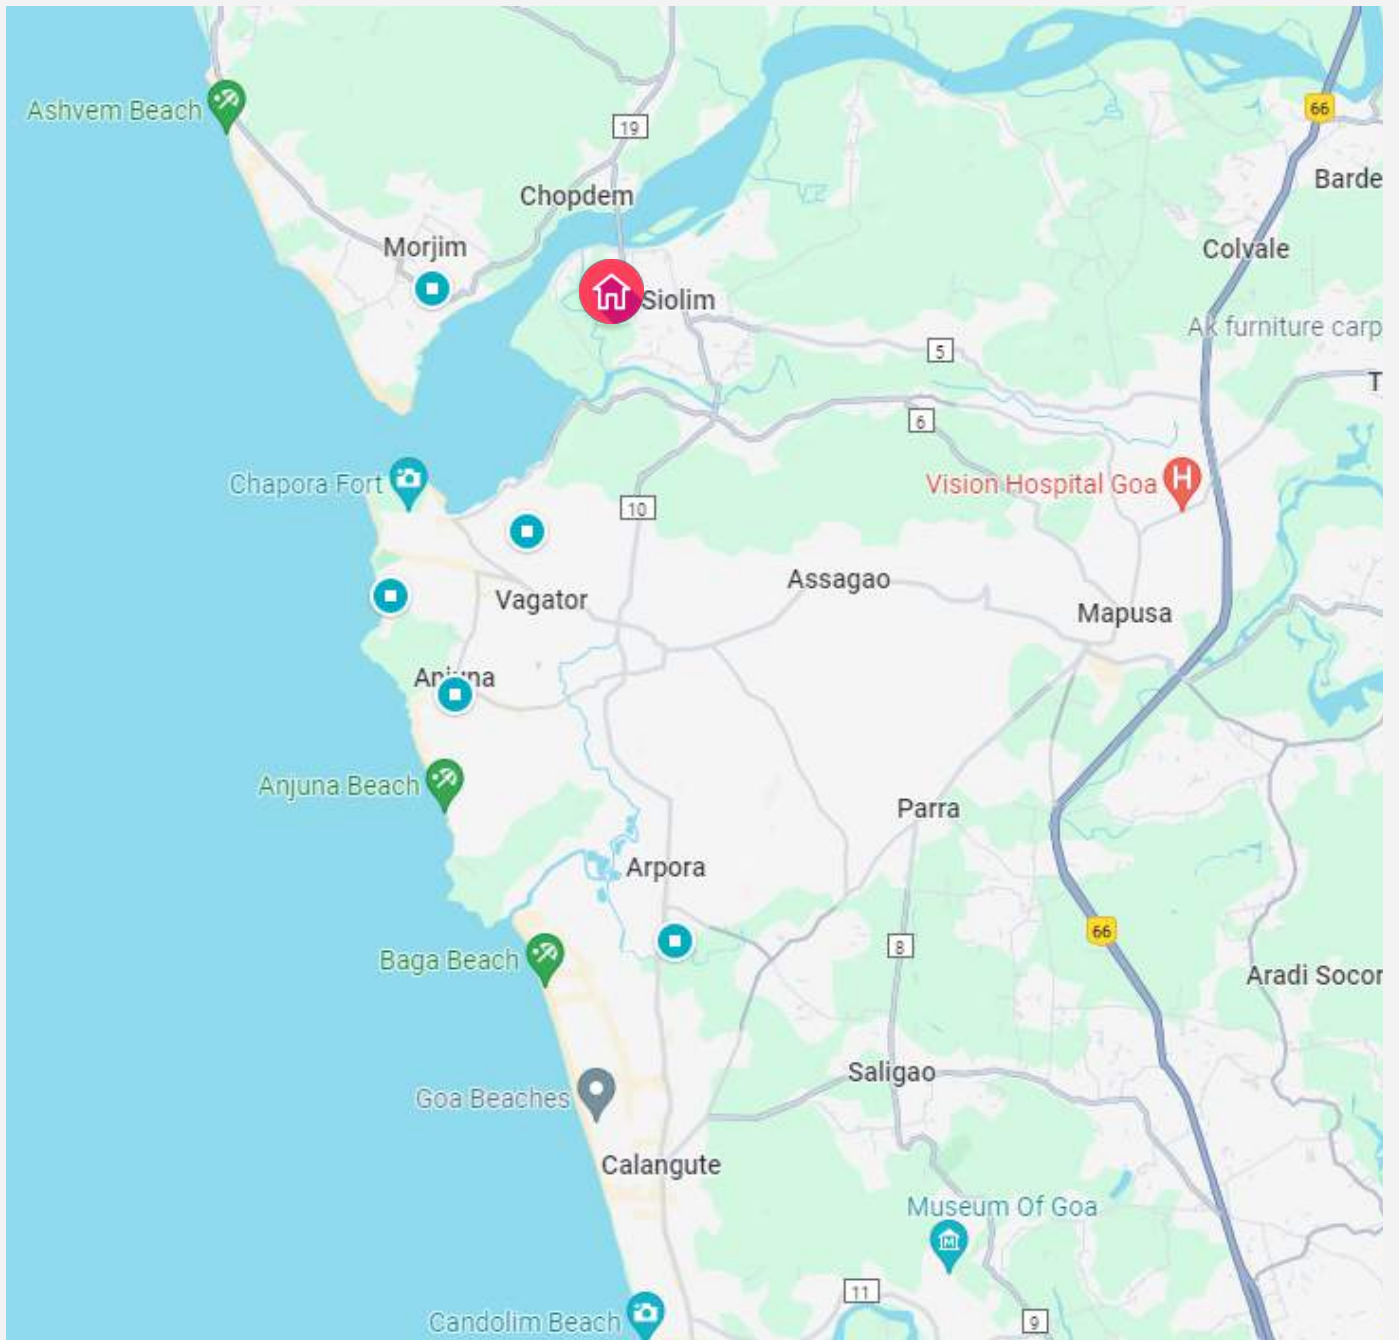 66
Ashvem Beach
19
Barde
Chopdem
Morjim
Colvale
Siolim
Ak furniture carp
5
T
6
Chapora Fort
Vision Hospital Goa
H
10
Assagao
Vagator
Mapusa
Anjuna
Anjuna Beach
Parra
Arpora
66
8
Baga Beach
Aradi Socor
Saligao
Goa Beaches
Calangute
Museum Of Goa
M
11
Candolim Beach
9